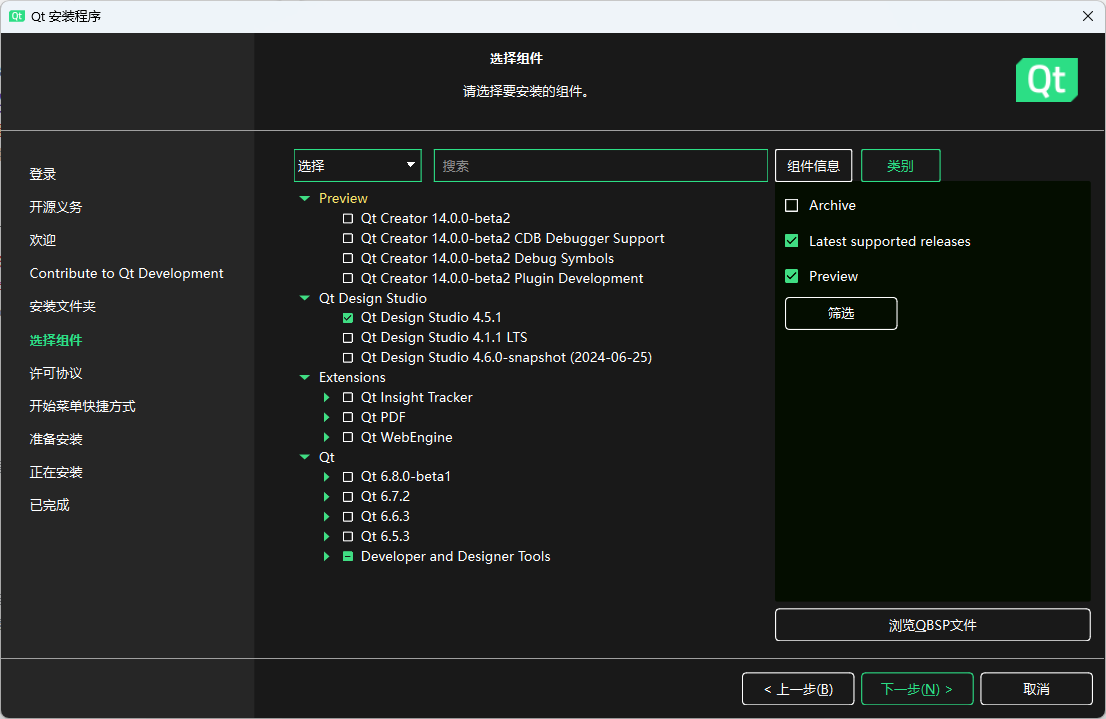 Qt Qt 安装程序
选择组件
请选择要安装的组件。
Qt
登录
开源义务
欢迎
Contribute to Qt Development
安装文件夹
选择组件
许可协议
开始菜单快捷方式
准备安装
正在安装
已完成
选择
搜索
Preview
Qt Creator 14.0.0-beta2
Qt Creator 14.0.0-beta2 CDB Debugger Support
Qt Creator 14.0.0-beta2 Debug Symbols
Qt Creator 14.0.0-beta2 Plugin Development
Qt Design Studio
Qt Design Studio 4.5.1
Qt Design Studio 4.1.1 LTS
Qt Design Studio 4.6.0-snapshot (2024-06-25)
Extensions
Qt Insight Tracker
Qt PDF
Qt WebEngine
Qt
Qt 6.8.0-beta1
Qt 6.7.2
Qt 6.6.3
Qt 6.5.3
Developer and Designer Tools
组件信息
类别
Archive
Latest supported releases
Preview
筛选
浏览QBSP文件
< 上一步(B)
下一步(N) >
取消